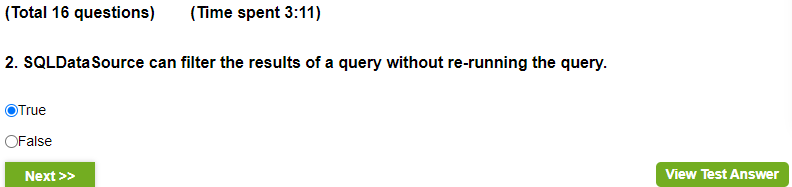 (Total 16 questions) (Time spent 3:11)
2. SQLDataSource can filter the results of a query without re-running the query.
True
False
Next >> View Test Answer